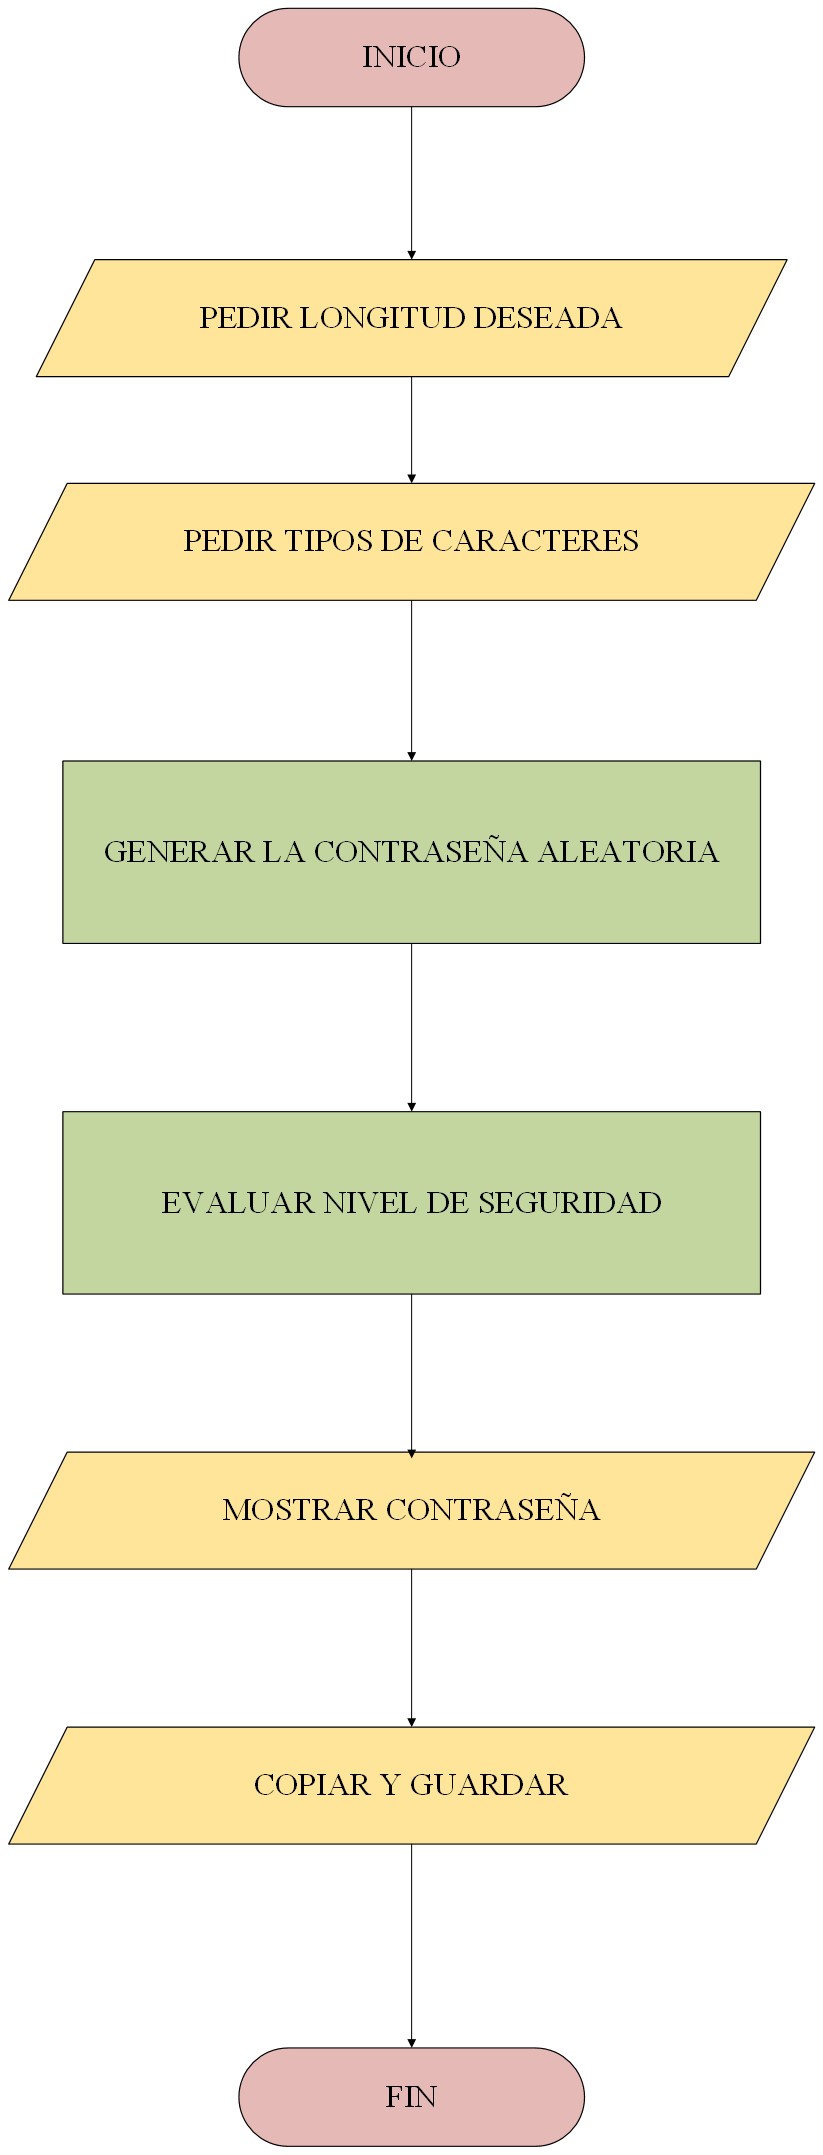 INICIO
PEDIR LONGITUD DESEADA
PEDIR TIPOS DE CARACTERES
GENERAR LA CONTRASEÑA ALEATORIA
EVALUAR NIVEL DE SEGURIDAD
MOSTRAR CONTRASEÑA
COPIAR Y GUARDAR
FIN